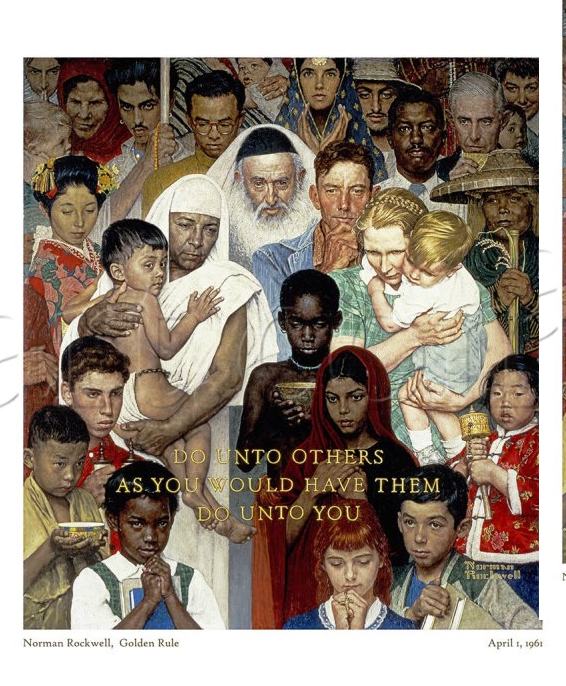 DO UNTO OTHERS
AS YOU WOULD HAVE THEM
DO UNTO YOU
Norman
Rockwell
Norman Rockwell, Golden Rule
April 1, 1961